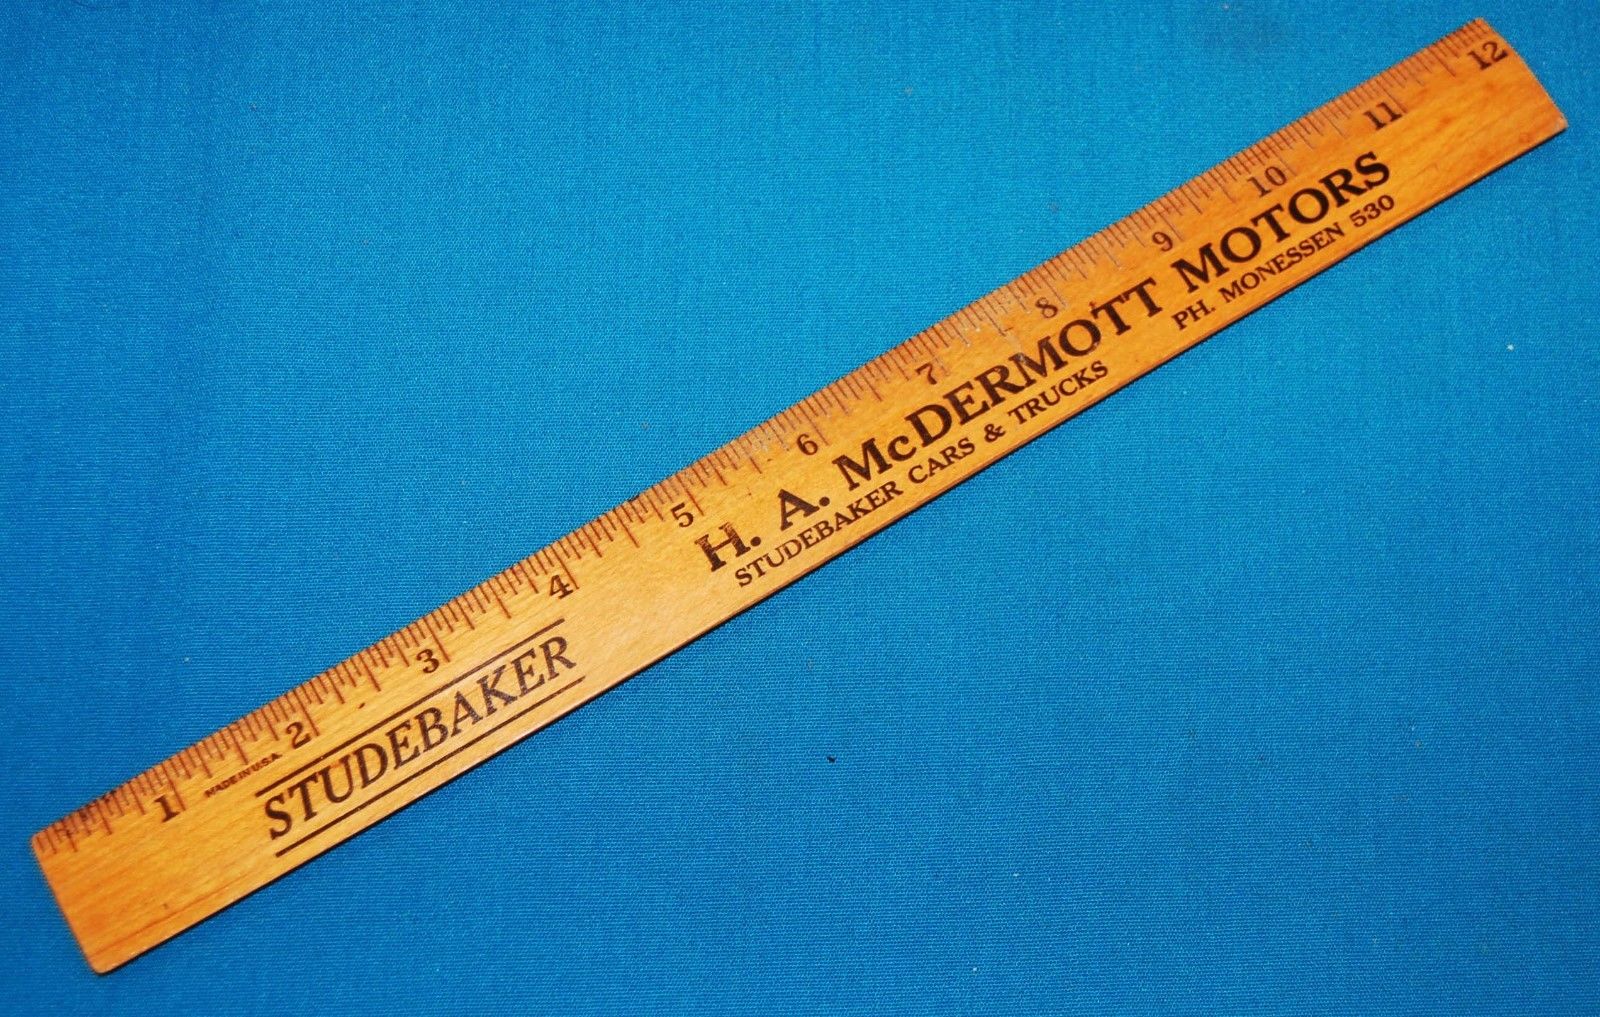 1 2 3 4 5 6 7 8 9 10 11 12
MADE IN U.S.A.
STUDEBAKER
H. A. McDERMOTT MOTORS
STUDEBAKER CARS & TRUCKS
PH. MONESSEN 530